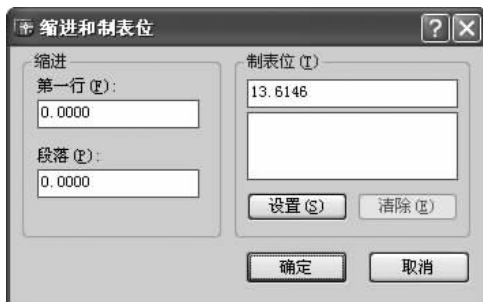 缩进和制表位
缩进
第一行(F):
0.0000
段落(P):
0.0000
制表位(T)
13.6146
设置(S)
清除(E)
确定
取消